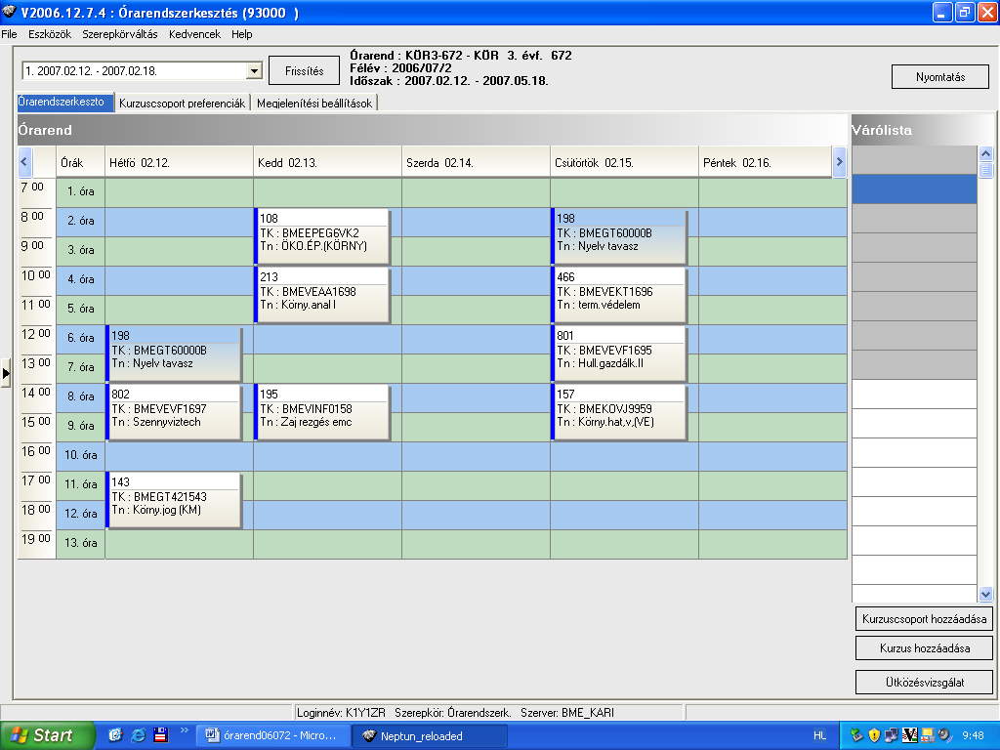 V2006.12.7.4 : Órarendszerkesztés (93000 )
File Eszközök Szerepkörváltás Kedvencek Help
1. 2007.02.12. - 2007.02.18.
Frissítés
Órarend : KÖR3-672 - KÖR 3. évf. 672
Félév : 2006/07/2
Időszak : 2007.02.12. - 2007.05.18.
Nyomtatás
Órarendszerkeszto Kurzuscsoport preferenciák Megjelenítési beállítások
Órarend
Várólista
Órák Hétfő 02.12. Kedd 02.13. Szerda 02.14. Csütörtök 02.15. Péntek 02.16.
7 00 1. óra
8 00 2. óra
9 00 3. óra
10 00 4. óra
11 00 5. óra
12 00 6. óra
13 00 7. óra
14 00 8. óra
15 00 9. óra
16 00 10. óra
17 00 11. óra
18 00 12. óra
19 00 13. óra
198
TK : BMEGT60000B
Tn : Nyelv tavasz
802
TK : BMEVEVF1697
Tn : Szennyviztech
143
TK : BMEGT421543
Tn : Körny.jog (KM)
108
TK : BMEEPEG6VK2
Tn : ÖKO.ÉP.(KÖRNY)
213
TK : BMEVEAA1698
Tn : Körny.anal I
195
TK : BMEVINF0158
Tn : Zaj rezgés emc
198
TK : BMEGT60000B
Tn : Nyelv tavasz
466
TK : BMEVEKT1696
Tn : term.védelem
801
TK : BMEVEVF1695
Tn : Hull.gazdálk.II
157
TK : BMEKOVJ9959
Tn : Körny.hat,v,(VE)
Kurzuscsoport hozzáadása
Kurzus hozzáadása
Ütközésvizsgálat
Loginnév: K1Y1ZR Szerepkör: Órarendszerk. Szerver: BME_KARI
Start
órarend06072 - Micro...
Neptun_reloaded
HL
9:48